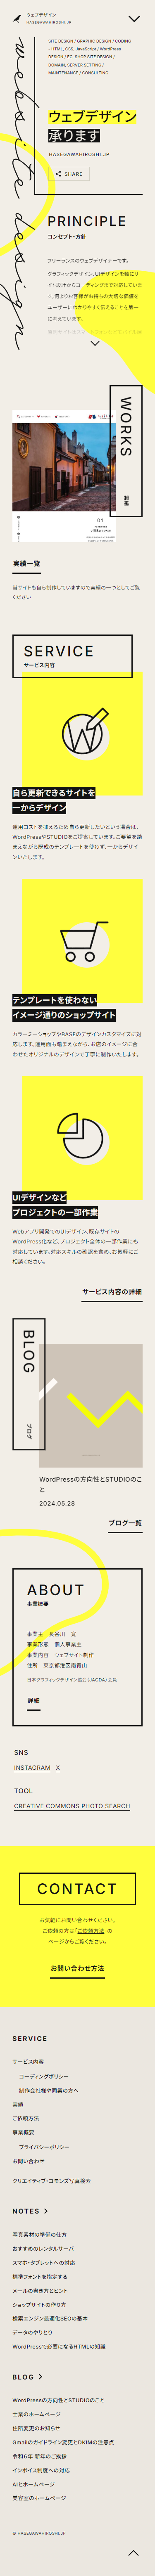 ウェブデザイン
HASEGAWAHIROSHI.JP
web design
web design
SITE DESIGN / GRAPHIC DESIGN / CODING
- HTML, CSS, JavaScript / WordPress
DESIGN / EC, SHOP SITE DESIGN /
DOMAIN, SERVER SETTING /
MAINTENANCE / CONSULTING
ウェブデザイン
承ります
HASEGAWAHIROSHI.JP
SHARE
PRINCIPLE
コンセプト・方針
フリーランスのウェブデザイナーです。
グラフィックデザイン、UIデザインを軸にサ
イト設計からコーディングまで対応していま
す。何よりお客様がお持ちの大切な価値を
ユーザーにわかりやすく伝えることを第一
に考えています。
WORKS
実績
01
実績一覧
当サイトも自ら制作していますので実績の一つとしてご覧
ください
SERVICE
サービス内容
自ら更新できるサイトを
一からデザイン
運用コストを抑えるため自ら更新したいという場合は、
WordPressやSTUDIOをご提案しています。ご要望を踏
まえながら既成のテンプレートを使わず、一からデザイ
ンいたします。
テンプレートを使わない
イメージ通りのショップサイト
カラーミーショップやBASEのデザインカスタマイズに対
応します。運用面も踏まえながら、お店のイメージに合
わせたオリジナルのデザインで丁寧に制作いたします。
UIデザインなど
プロジェクトの一部作業
Webアプリ開発でのUIデザイン、既存サイトの
WordPress化など、プロジェクト全体の一部作業にも
対応しています。対応スキルの確認を含め、お気軽にご
相談ください。
サービス内容の詳細
BLOG
ブログ
WordPressの方向性とSTUDIOのこ
と
2024.05.28
ブログ一覧
ABOUT
事業概要
事業主 長谷川 寛
事業形態 個人事業主
事業内容 ウェブサイト制作
住所 東京都港区南青山
日本グラフィックデザイン協会（JAGDA）会員
詳細
SNS
INSTAGRAM X
TOOL
CREATIVE COMMONS PHOTO SEARCH
CONTACT
お気軽にお問い合わせください。
ご依頼の方は「ご依頼方法」の
ページからご覧ください。
お問い合わせ方法
SERVICE
サービス内容
コーディングポリシー
制作会社様や同業の方へ
実績
ご依頼方法
事業概要
プライバシーポリシー
お問い合わせ
クリエイティブ・コモンズ写真検索
NOTES
写真素材の準備の仕方
おすすめのレンタルサーバ
スマホ・タブレットへの対応
標準フォントを指定する
メールの書き方とヒント
ショップサイトの作り方
検索エンジン最適化SEOの基本
データのやりとり
WordPressで必要になるHTMLの知識
BLOG
WordPressの方向性とSTUDIOのこと
土葉のホームページ
住所変更のお知らせ
Gmailのガイドライン変更とDKIMの注意点
令和6年 新年のご挨拶
インボイス制度への対応
AIとホームページ
美容室のホームページ
© HASEGAWAHIROSHI.JP